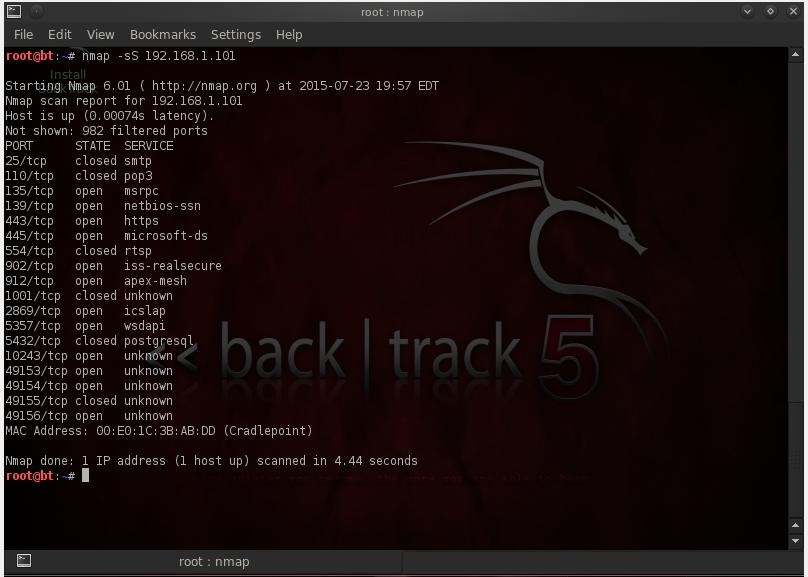 root : nmap
File Edit View Bookmarks Settings Help
root@bt:~# nmap -sS 192.168.1.101
Install
Starting Nmap 6.01 ( http://nmap.org ) at 2015-07-23 19:57 EDT
Nmap scan report for 192.168.1.101
Host is up (0.00074s latency).
Not shown: 982 filtered ports
PORT STATE SERVICE
25/tcp closed smtp
110/tcp closed pop3
135/tcp open msrpc
139/tcp open netbios-ssn
443/tcp open https
445/tcp open microsoft-ds
554/tcp closed rtsp
902/tcp open iss-realsecure
912/tcp open apex-mesh
1001/tcp closed unknown
2869/tcp open icslap
5357/tcp open wsdapi
5432/tcp closed postgresql
10243/tcp open unknown
49153/tcp open unknown
49154/tcp open unknown
49155/tcp closed unknown
49156/tcp open unknown
MAC Address: 00:E0:1C:3B:AB:DD (Cradlepoint)
<< back | track 5
Nmap done: 1 IP address (1 host up) scanned in 4.44 seconds
root@bt:~#
root : nmap